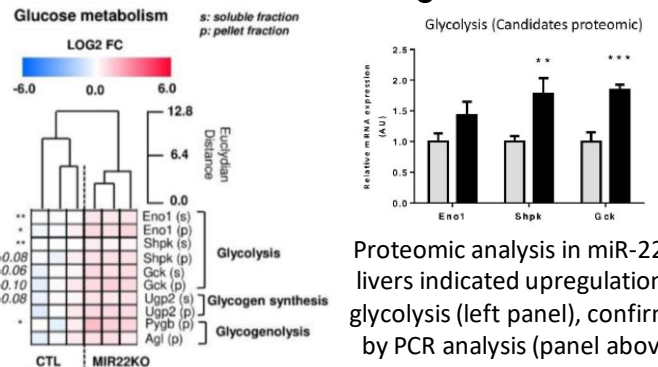 Glucose metabolism
s: soluble fraction
p: pellet fraction
LOG2 FC
-6.0 0.0 6.0
12.8
6.4
0.0
Euclydian
Distance
** Eno1 (s)
* Eno1 (p)
** Shpk (s)
0.08 Shpk (p)
0.06 Gck (s)
0.10 Gck (p)
0.08 Ugp2 (s)
Ugp2 (p)
* Pygb (p)
Agl (p)
Glycolysis
Glycogen synthesis
Glycogenolysis
CTL MIR22KO
Glycolysis (Candidates proteomic)
Relative mRNA expression
(AU)
2.5
2.0
1.5
1.0
0.5
0.0
** ***
Eno1 Shpk Gck
Proteomic analysis in miR-22
livers indicated upregulation
glycolysis (left panel), confirm
by PCR analysis (panel above